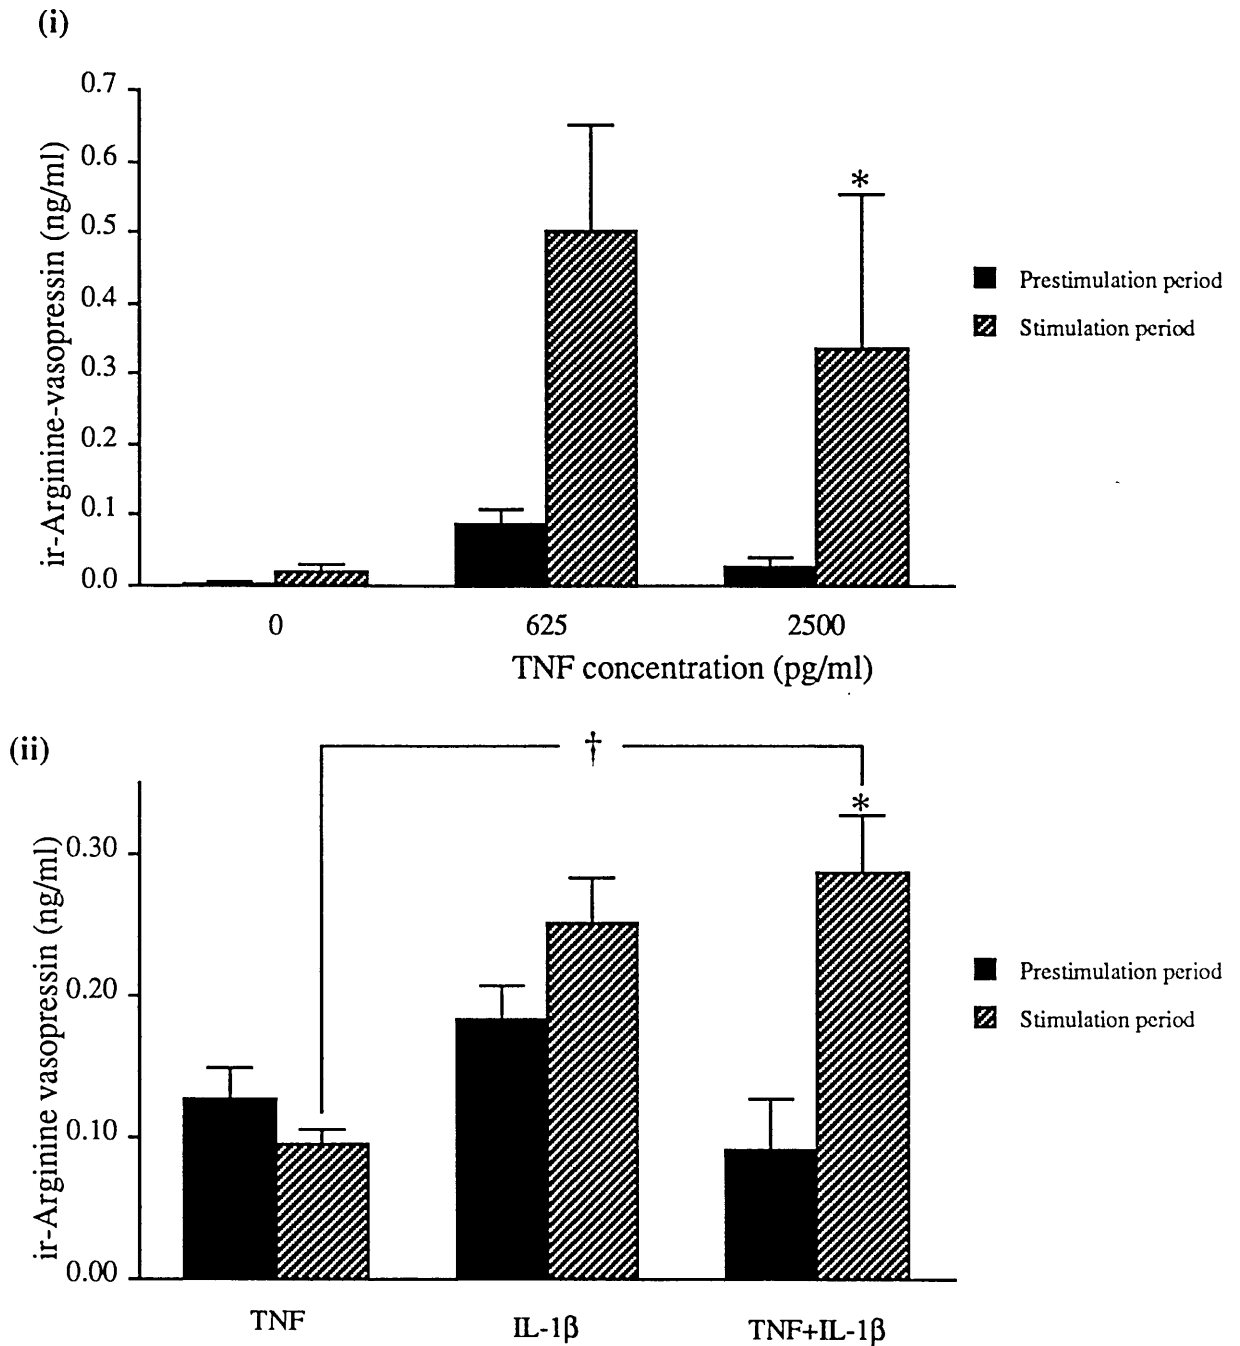 (i)
0.7
0.6
0.5
0.4
0.3
0.2
0.1
0.0
ir-Arginine-vasopressin (ng/ml)
*
Prestimulation period
Stimulation period
0 625 2500
TNF concentration (pg/ml)
(ii)
†
*
0.30
0.20
0.10
0.00
ir-Arginine vasopressin (ng/ml)
Prestimulation period
Stimulation period
TNF IL-1β TNF+IL-1β